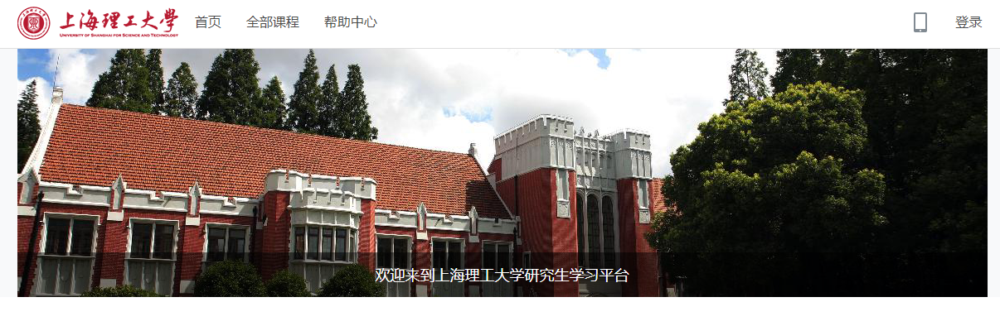 上海理工大学
UNIVERSITY OF SHANGHAI FOR SCIENCE AND TECHNOLOGY
首页 全部课程 帮助中心 登录
欢迎来到上海理工大学研究生学习平台